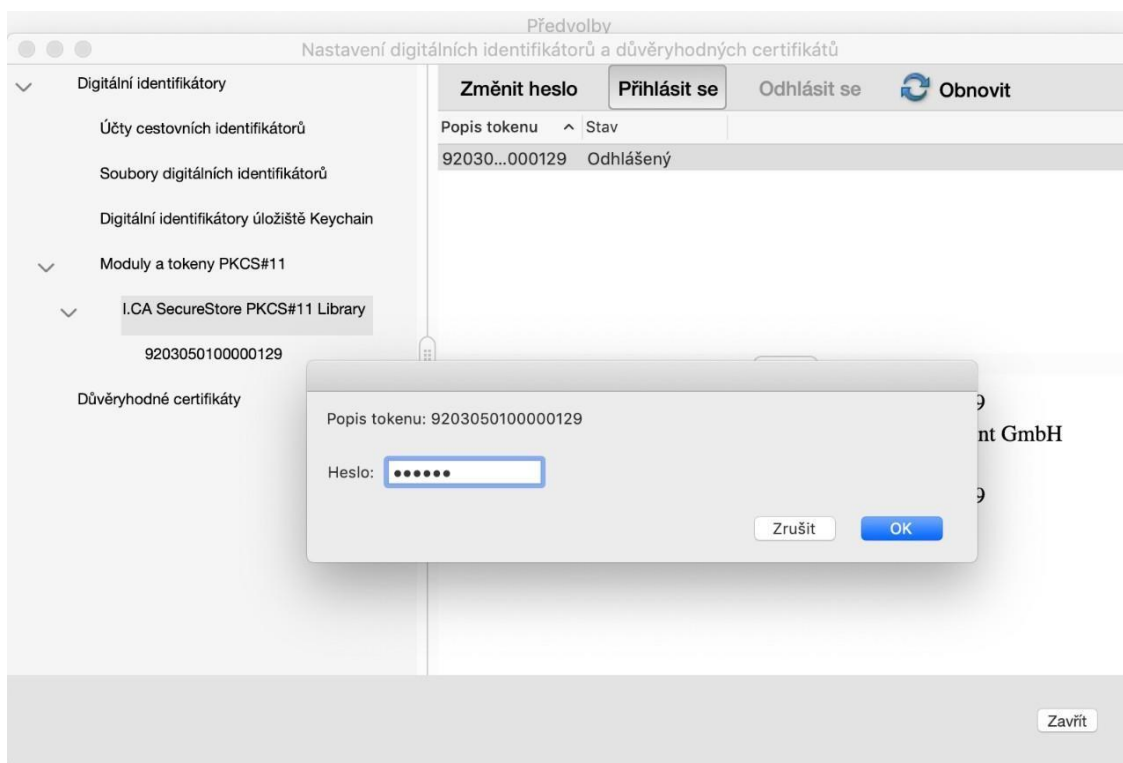 Předvolby
Nastavení digitálních identifikátorů a důvěryhodných certifikátů
Digitální identifikátory
Účty cestovních identifikátorů
Soubory digitálních identifikátorů
Digitální identifikátory úložiště Keychain
Moduly a tokeny PKCS#11
I.CA SecureStore PKCS#11 Library
9203050100000129
Důvěryhodné certifikáty
Změnit heslo Přihlásit se Odhlásit se Obnovit
Popis tokenu Stav
92030...000129 Odhlášený
9
nt GmbH
9
Popis tokenu: 9203050100000129
Heslo: ●●●●●●
Zrušit OK
Zavřít